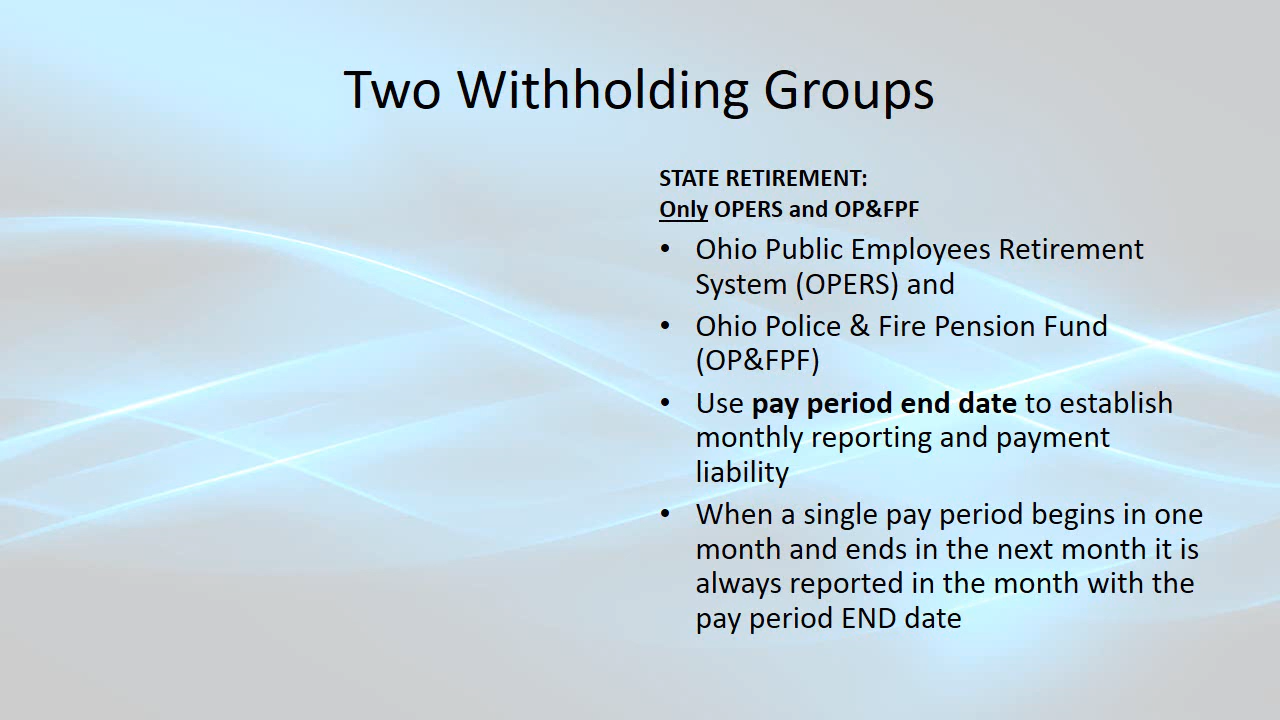 Two Withholding Groups
STATE RETIREMENT:
Only OPERS and OP&FPF
• Ohio Public Employees Retirement
System (OPERS) and
• Ohio Police & Fire Pension Fund
(OP&FPF)
• Use pay period end date to establish
monthly reporting and payment
liability
• When a single pay period begins in one
month and ends in the next month it is
always reported in the month with the
pay period END date